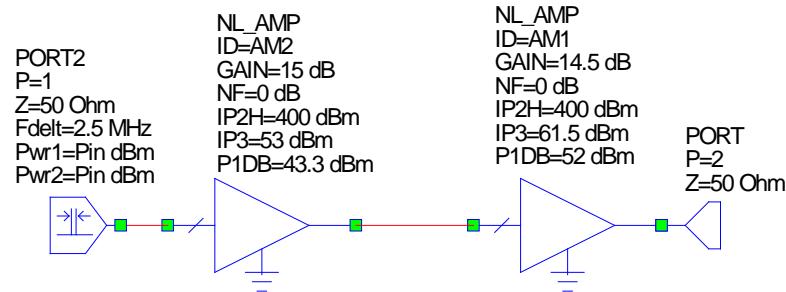 PORT2
P=1
Z=50 Ohm
Fdelt=2.5 MHz
Pwr1=Pin dBm
Pwr2=Pin dBm
NL_AMP
ID=AM2
GAIN=15 dB
NF=0 dB
IP2H=400 dBm
IP3=53 dBm
P1DB=43.3 dBm
NL_AMP
ID=AM1
GAIN=14.5 dB
NF=0 dB
IP2H=400 dBm
IP3=61.5 dBm
P1DB=52 dBm
PORT
P=2
Z=50 Ohm